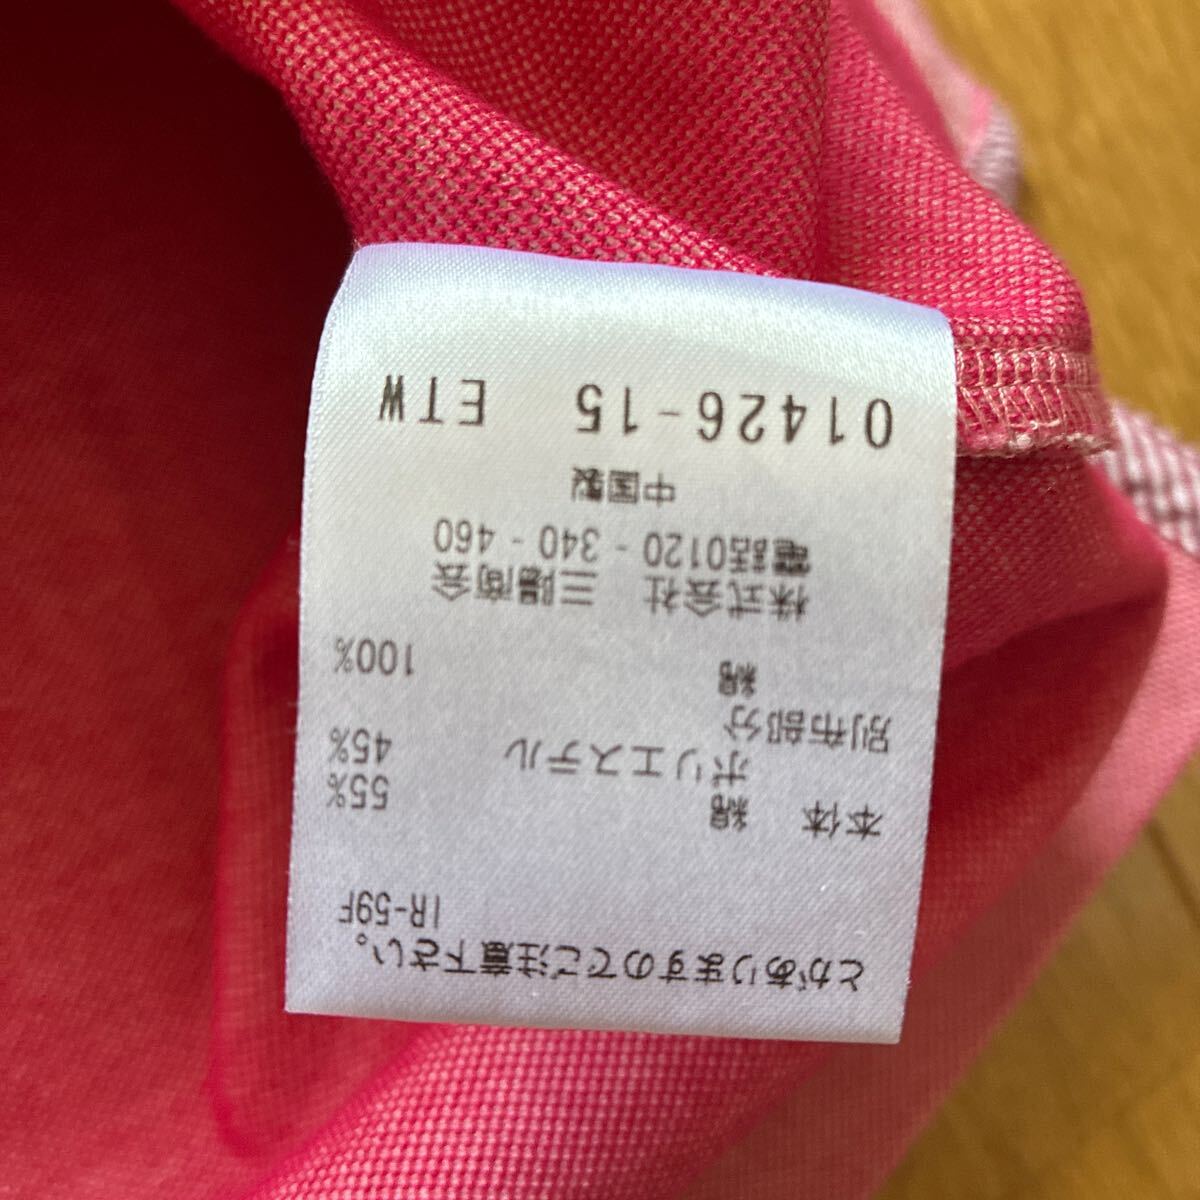 とがありますのでご注意下さい。
IR-59F
本体 綿 55%
ポリエステル 45%
別布部分
綿 100%
株式会社 三陽商会
電話0120 - 340 - 460
中国製
01426-15 ETW